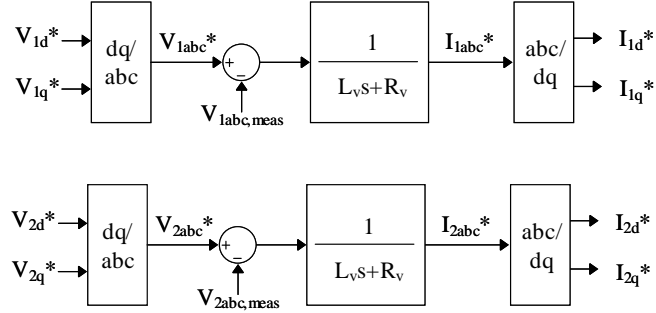 V1d*
V1q*
dq/
abc
V1abc*
+
−
V1abc,meas
1
Lvs+Rv
I1abc*
abc/
dq
I1d*
I1q*
V2d*
V2q*
dq/
abc
V2abc*
+
−
V2abc,meas
1
Lvs+Rv
I2abc*
abc/
dq
I2d*
I2q*